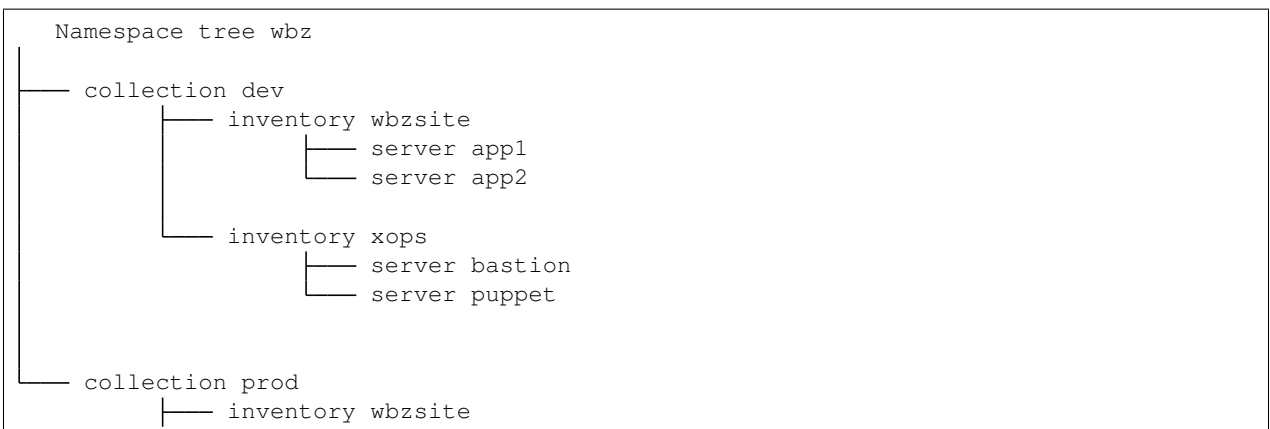 Namespace tree wbz
collection dev
inventory wbzsite
server app1
server app2
inventory xops
server bastion
server puppet
collection prod
inventory wbzsite